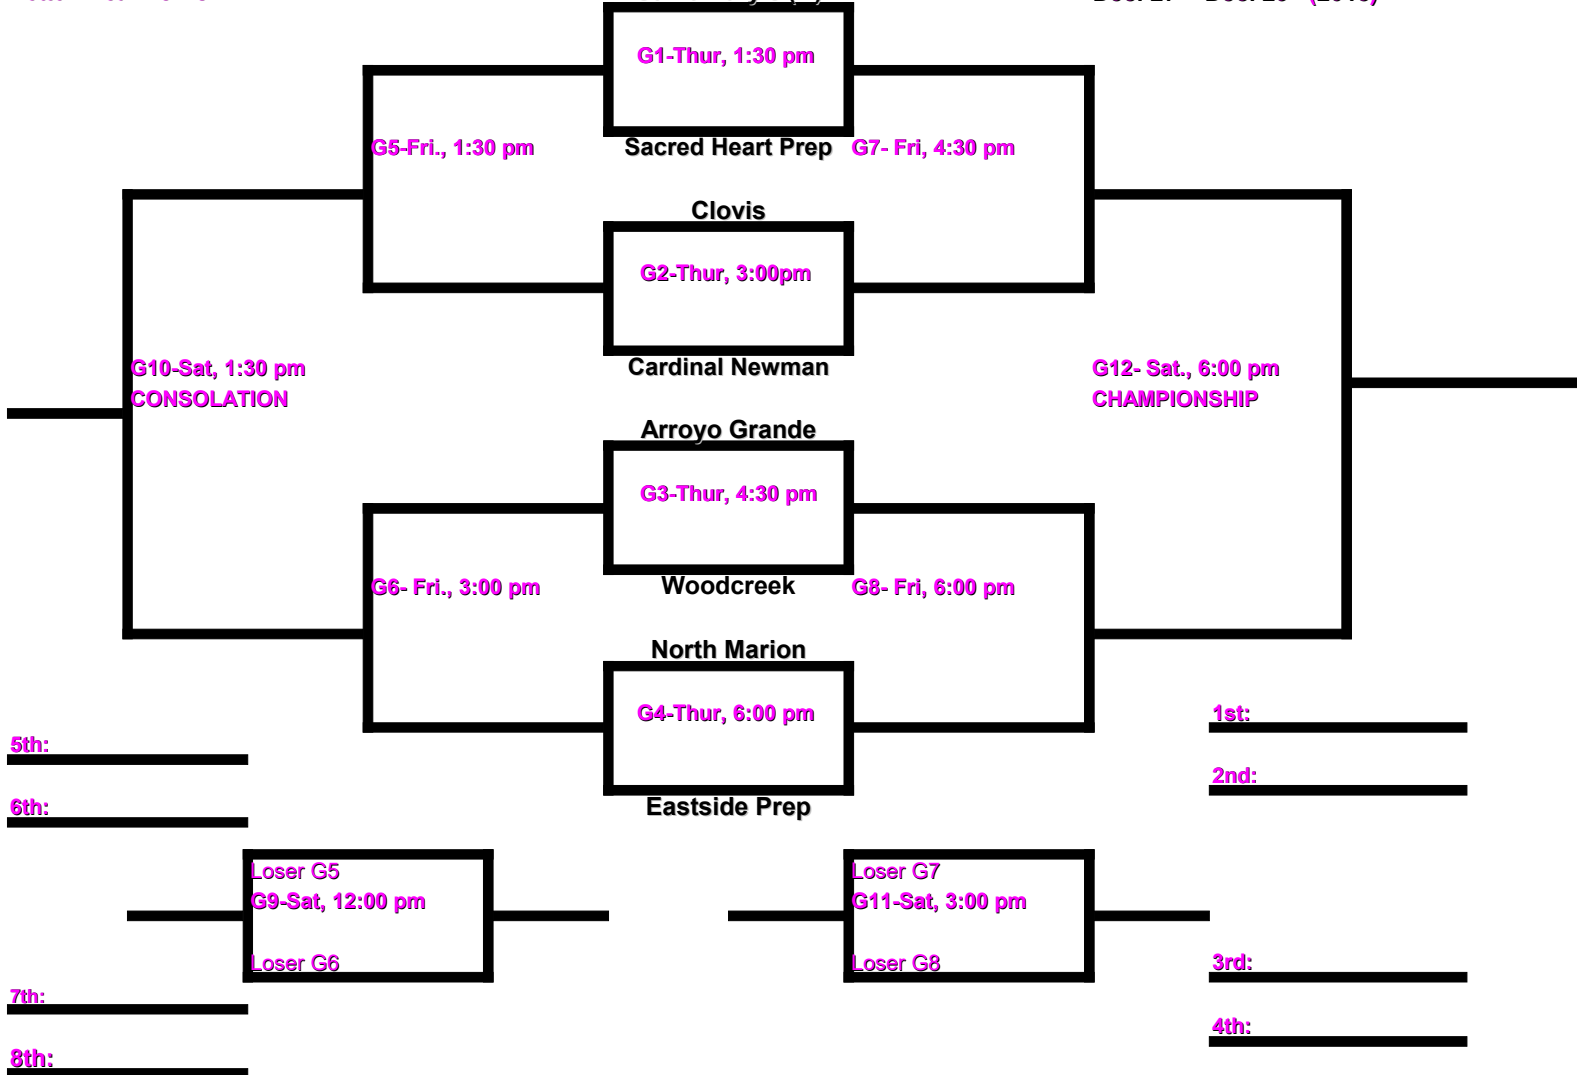 G1-Thur, 1:30 pm
G5-Fri., 1:30 pm
Sacred Heart Prep
G7- Fri, 4:30 pm
Clovis
G2-Thur, 3:00pm
G10-Sat, 1:30 pm
CONSOLATION
Cardinal Newman
G12- Sat., 6:00 pm
CHAMPIONSHIP
Arroyo Grande
G3-Thur, 4:30 pm
G6- Fri., 3:00 pm
Woodcreek
G8- Fri, 6:00 pm
North Marion
G4-Thur, 6:00 pm
1st:
5th:
2nd:
6th:
Eastside Prep
Loser G5
G9-Sat, 12:00 pm
Loser G6
Loser G7
G11-Sat, 3:00 pm
Loser G8
3rd:
7th:
4th:
8th: